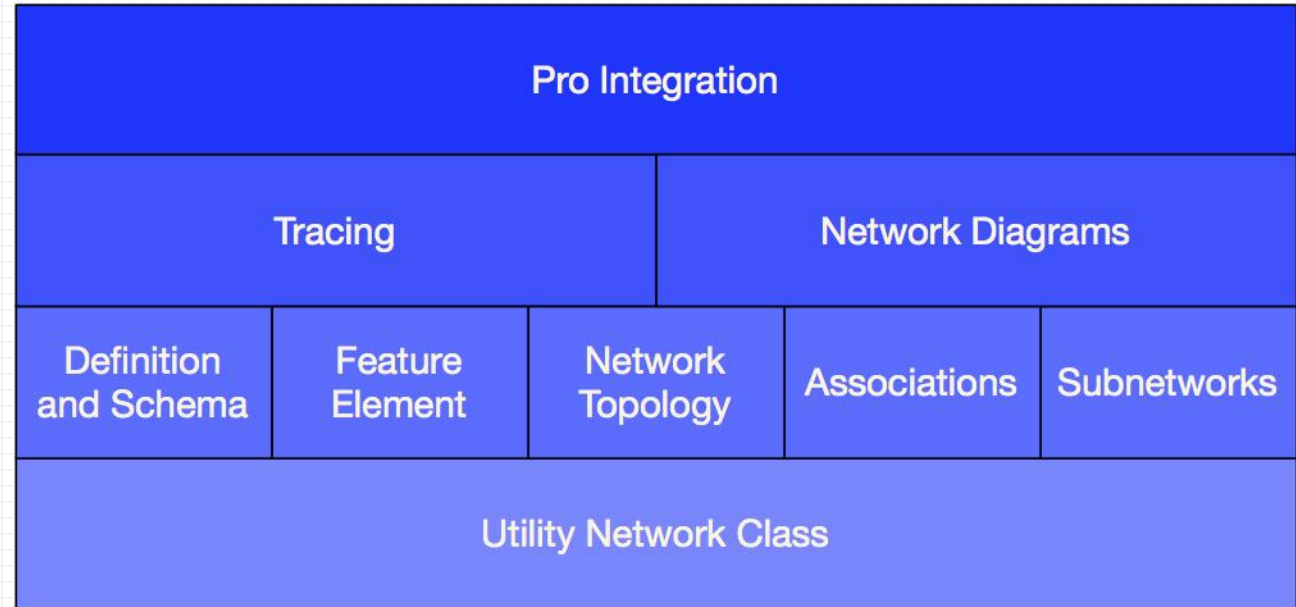 Pro Integration
Tracing
Network Diagrams
Definition
and Schema
Feature
Element
Network
Topology
Associations
Subnetworks
Utility Network Class